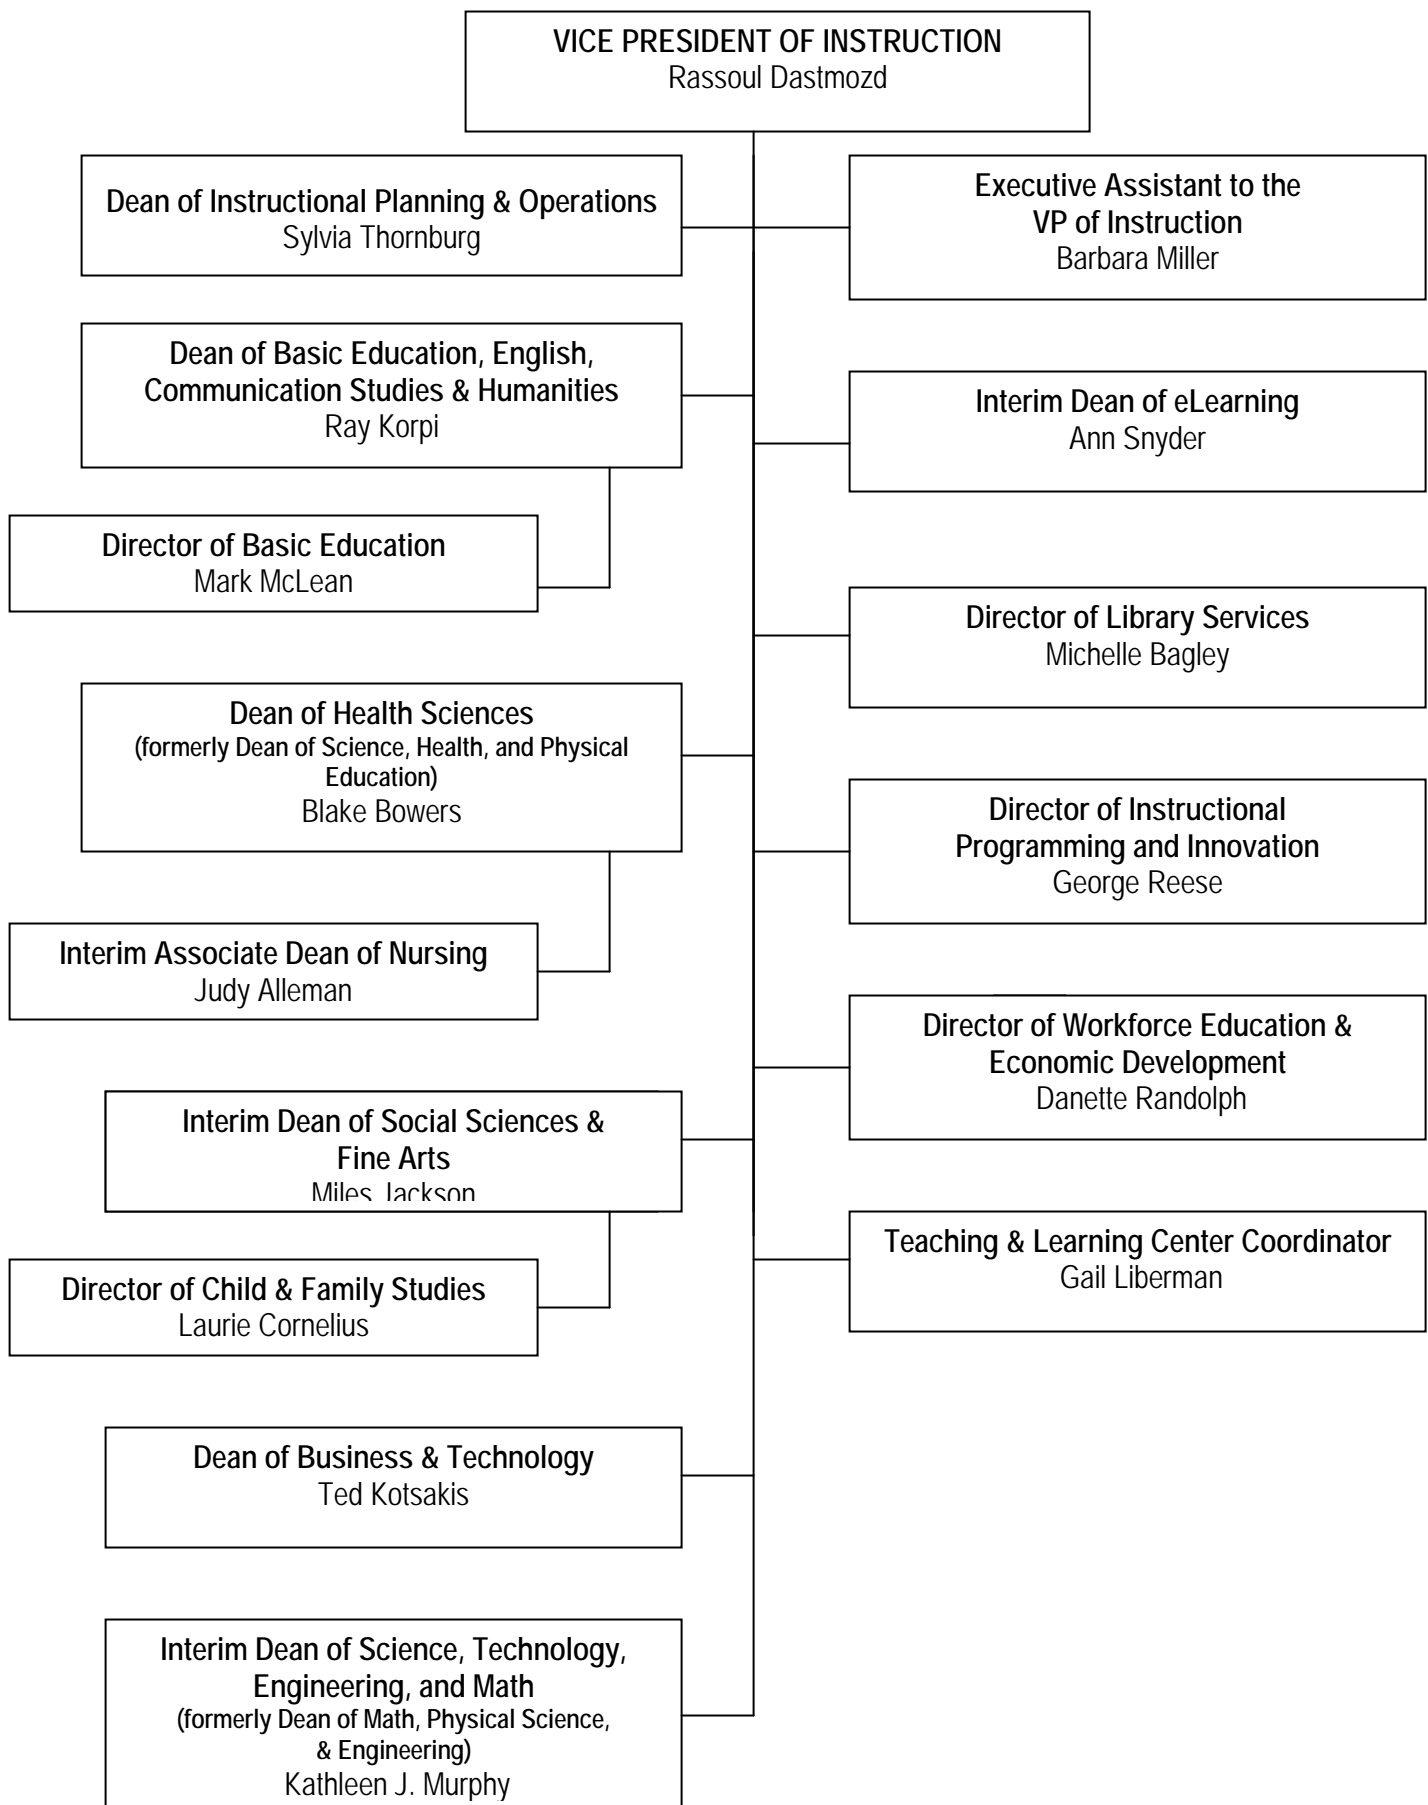 VICE PRESIDENT OF INSTRUCTION
Rassoul Dastmozd
Dean of Instructional Planning & Operations
Sylvia Thornburg
Executive Assistant to the
VP of Instruction
Barbara Miller
Dean of Basic Education, English,
Communication Studies & Humanities
Ray Korpi
Interim Dean of eLearning
Ann Snyder
Director of Basic Education
Mark McLean
Director of Library Services
Michelle Bagley
Dean of Health Sciences
(formerly Dean of Science, Health, and Physical
Education)
Blake Bowers
Director of Instructional
Programming and Innovation
George Reese
Interim Associate Dean of Nursing
Judy Alleman
Director of Workforce Education &
Economic Development
Danette Randolph
Interim Dean of Social Sciences &
Fine Arts
Miles Jackson
Teaching & Learning Center Coordinator
Gail Liberman
Director of Child & Family Studies
Laurie Cornelius
Dean of Business & Technology
Ted Kotsakis
Interim Dean of Science, Technology,
Engineering, and Math
(formerly Dean of Math, Physical Science,
& Engineering)
Kathleen J. Murphy